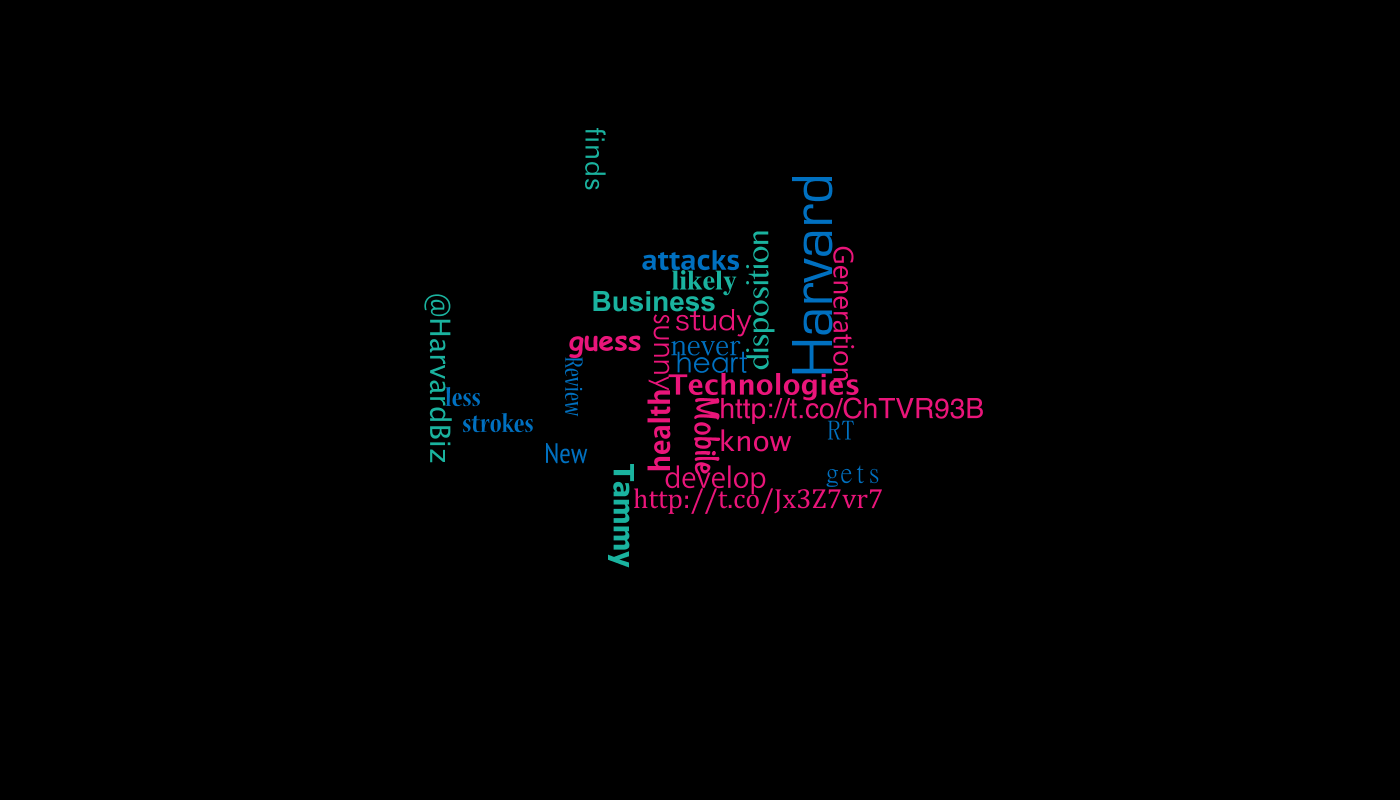 finds
Harvard
disposition
Generation
attacks
likely
Business
@HarvardBiz
study
sunny
guess
never
heart
Review
Technologies
less
health
Mobile
http://t.co/ChTVR93B
strokes
RT
know
New
Tammy
develop
gets
http://t.co/Jx3Z7vr7